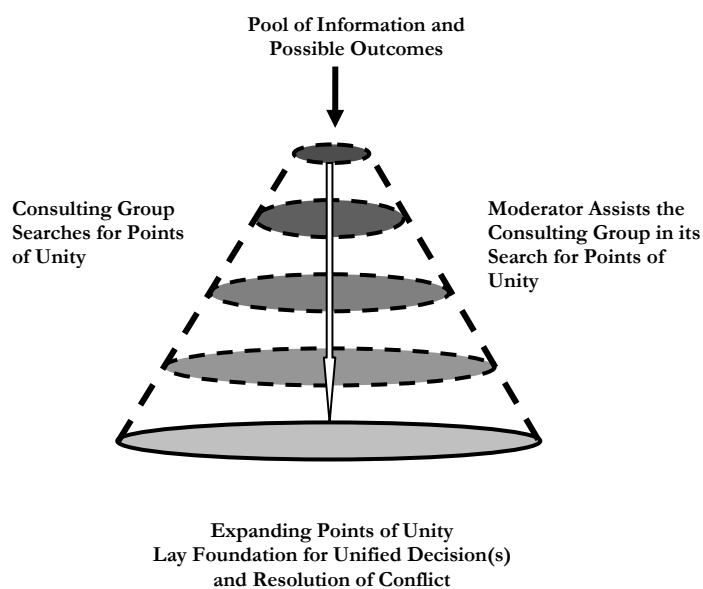 Pool of Information and
Possible Outcomes
Consulting Group
Searches for Points
of Unity
Moderator Assists the
Consulting Group in its
Search for Points of
Unity
Expanding Points of Unity
Lay Foundation for Unified Decision(s)
and Resolution of Conflict